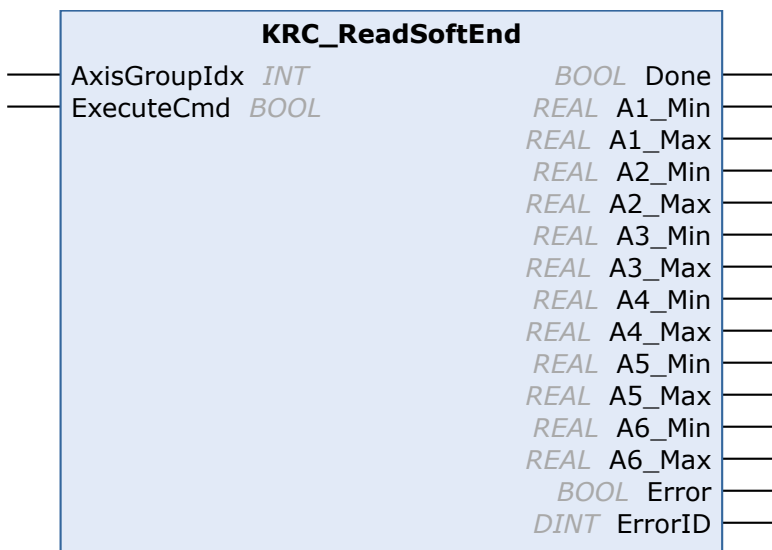 KRC_ReadSoftEnd
AxisGroupIdx INT BOOL Done
ExecuteCmd BOOL REAL A1_Min
REAL A1_Max
REAL A2_Min
REAL A2_Max
REAL A3_Min
REAL A3_Max
REAL A4_Min
REAL A4_Max
REAL A5_Min
REAL A5_Max
REAL A6_Min
REAL A6_Max
BOOL Error
DINT ErrorID